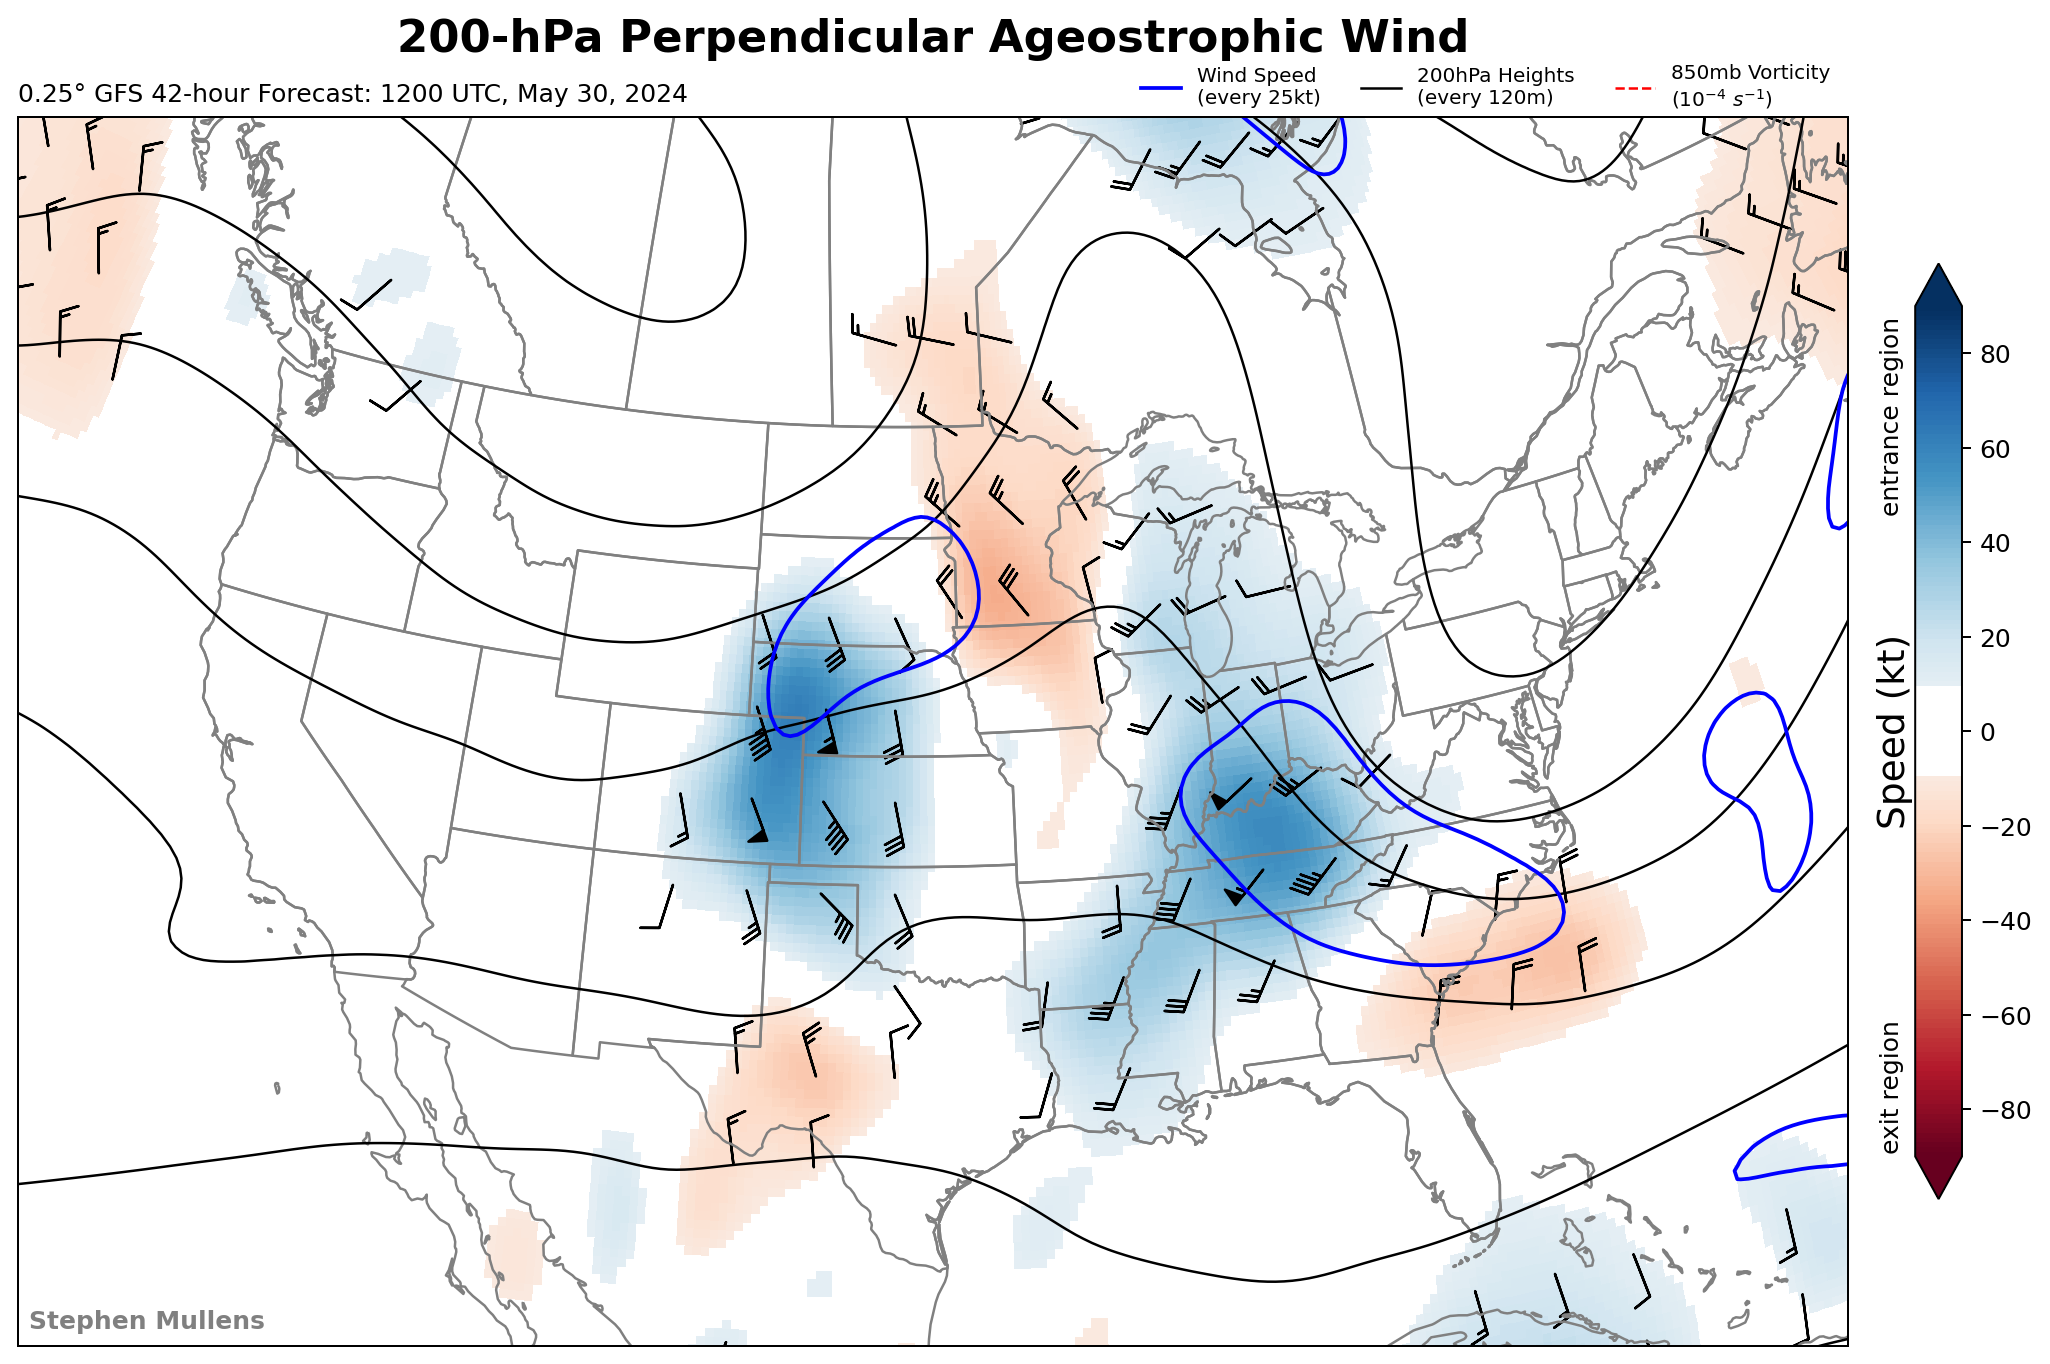 200-hPa Perpendicular Ageostrophic Wind
0.25° GFS 42-hour Forecast: 1200 UTC, May 30, 2024
Wind Speed
(every 25kt)
200hPa Heights
(every 120m)
850mb Vorticity
(10⁻⁴ s⁻¹)
entrance region
exit region
Speed (kt)
80
60
40
20
0
−20
−40
−60
−80
Stephen Mullens